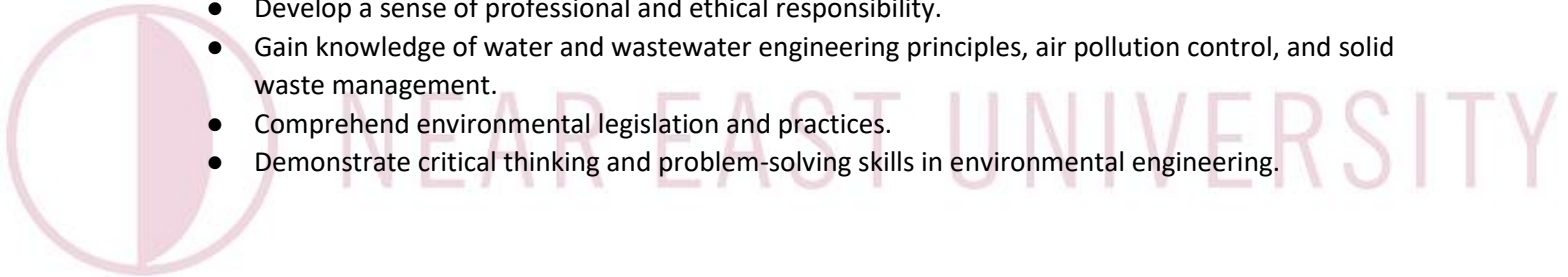 ● Develop a sense of professional and ethical responsibility.
● Gain knowledge of water and wastewater engineering principles, air pollution control, and solid
waste management.
● Comprehend environmental legislation and practices.
● Demonstrate critical thinking and problem-solving skills in environmental engineering.
NEAR EAST UNIVERSITY